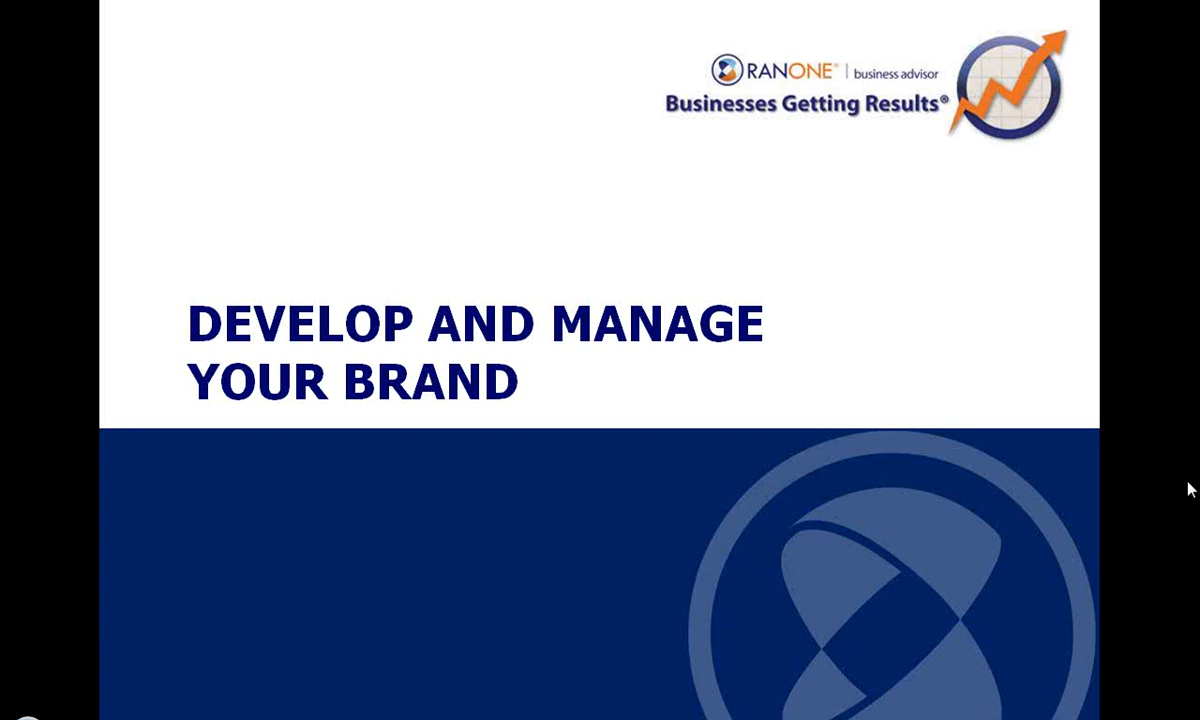 RANONE® | business advisor
Businesses Getting Results®
DEVELOP AND MANAGE
YOUR BRAND